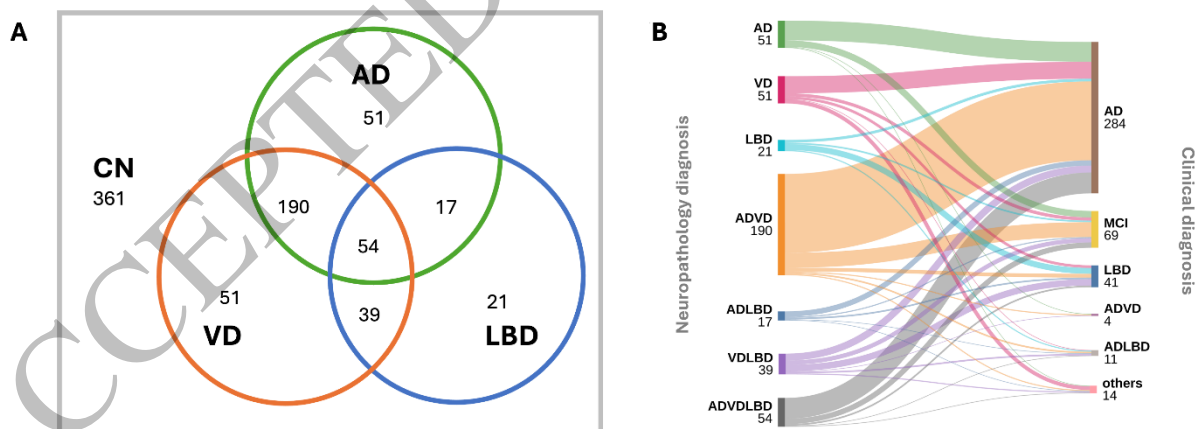 A
CCEPTED
AD
51
CN
361
190
17
54
51
VD
39
21
LBD
B
Neuropathology diagnosis
AD
51
VD
51
LBD
21
ADVD
190
ADLBD
17
VDLBD
39
ADVDLBD
54
AD
284
MCI
69
LBD
41
ADVD
4
ADLBD
11
others
14
Clinical diagnosis